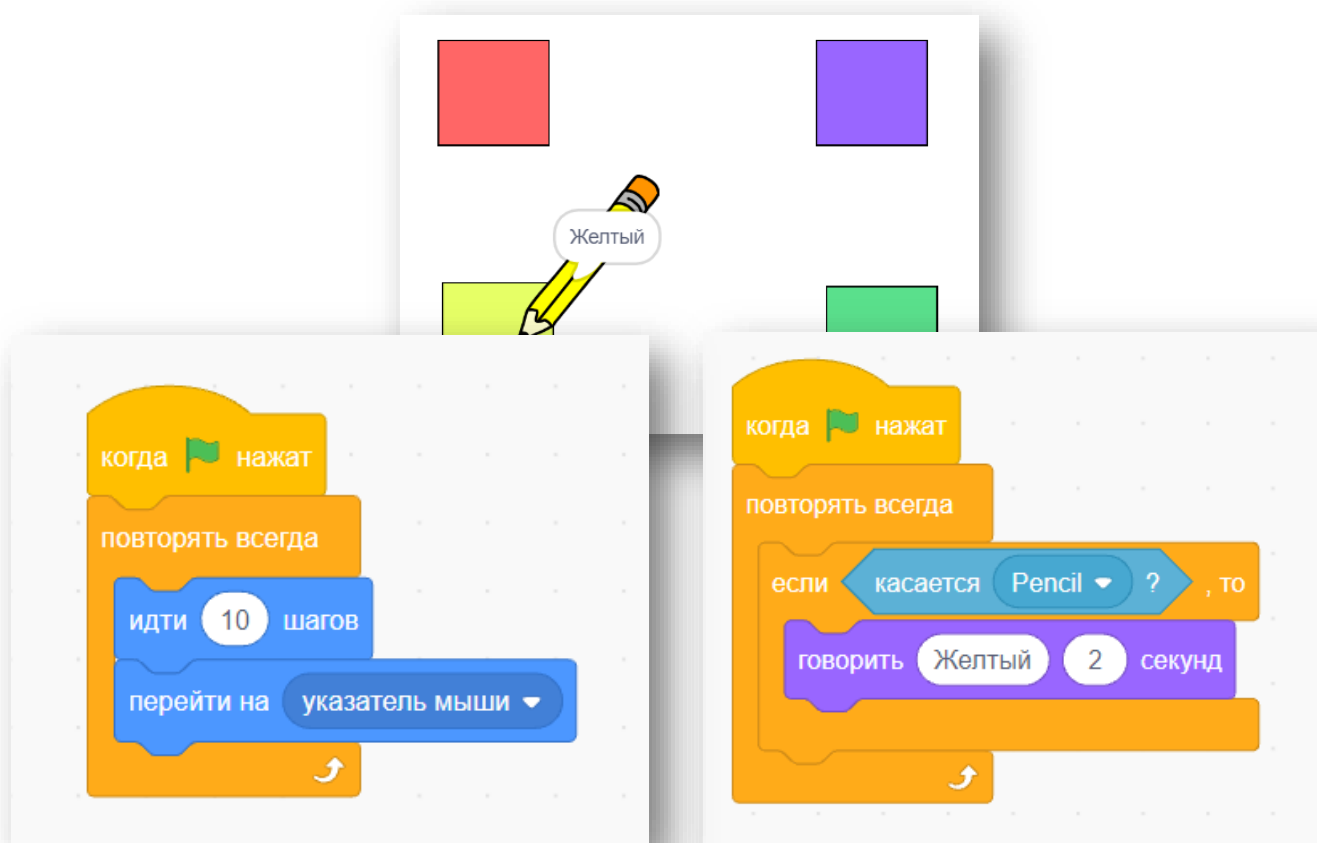 Желтый
когда нажат
повторять всегда
идти 10 шагов
перейти на указатель мыши
когда нажат
повторять всегда
если касается Pencil ? , то
говорить Желтый 2 секунд